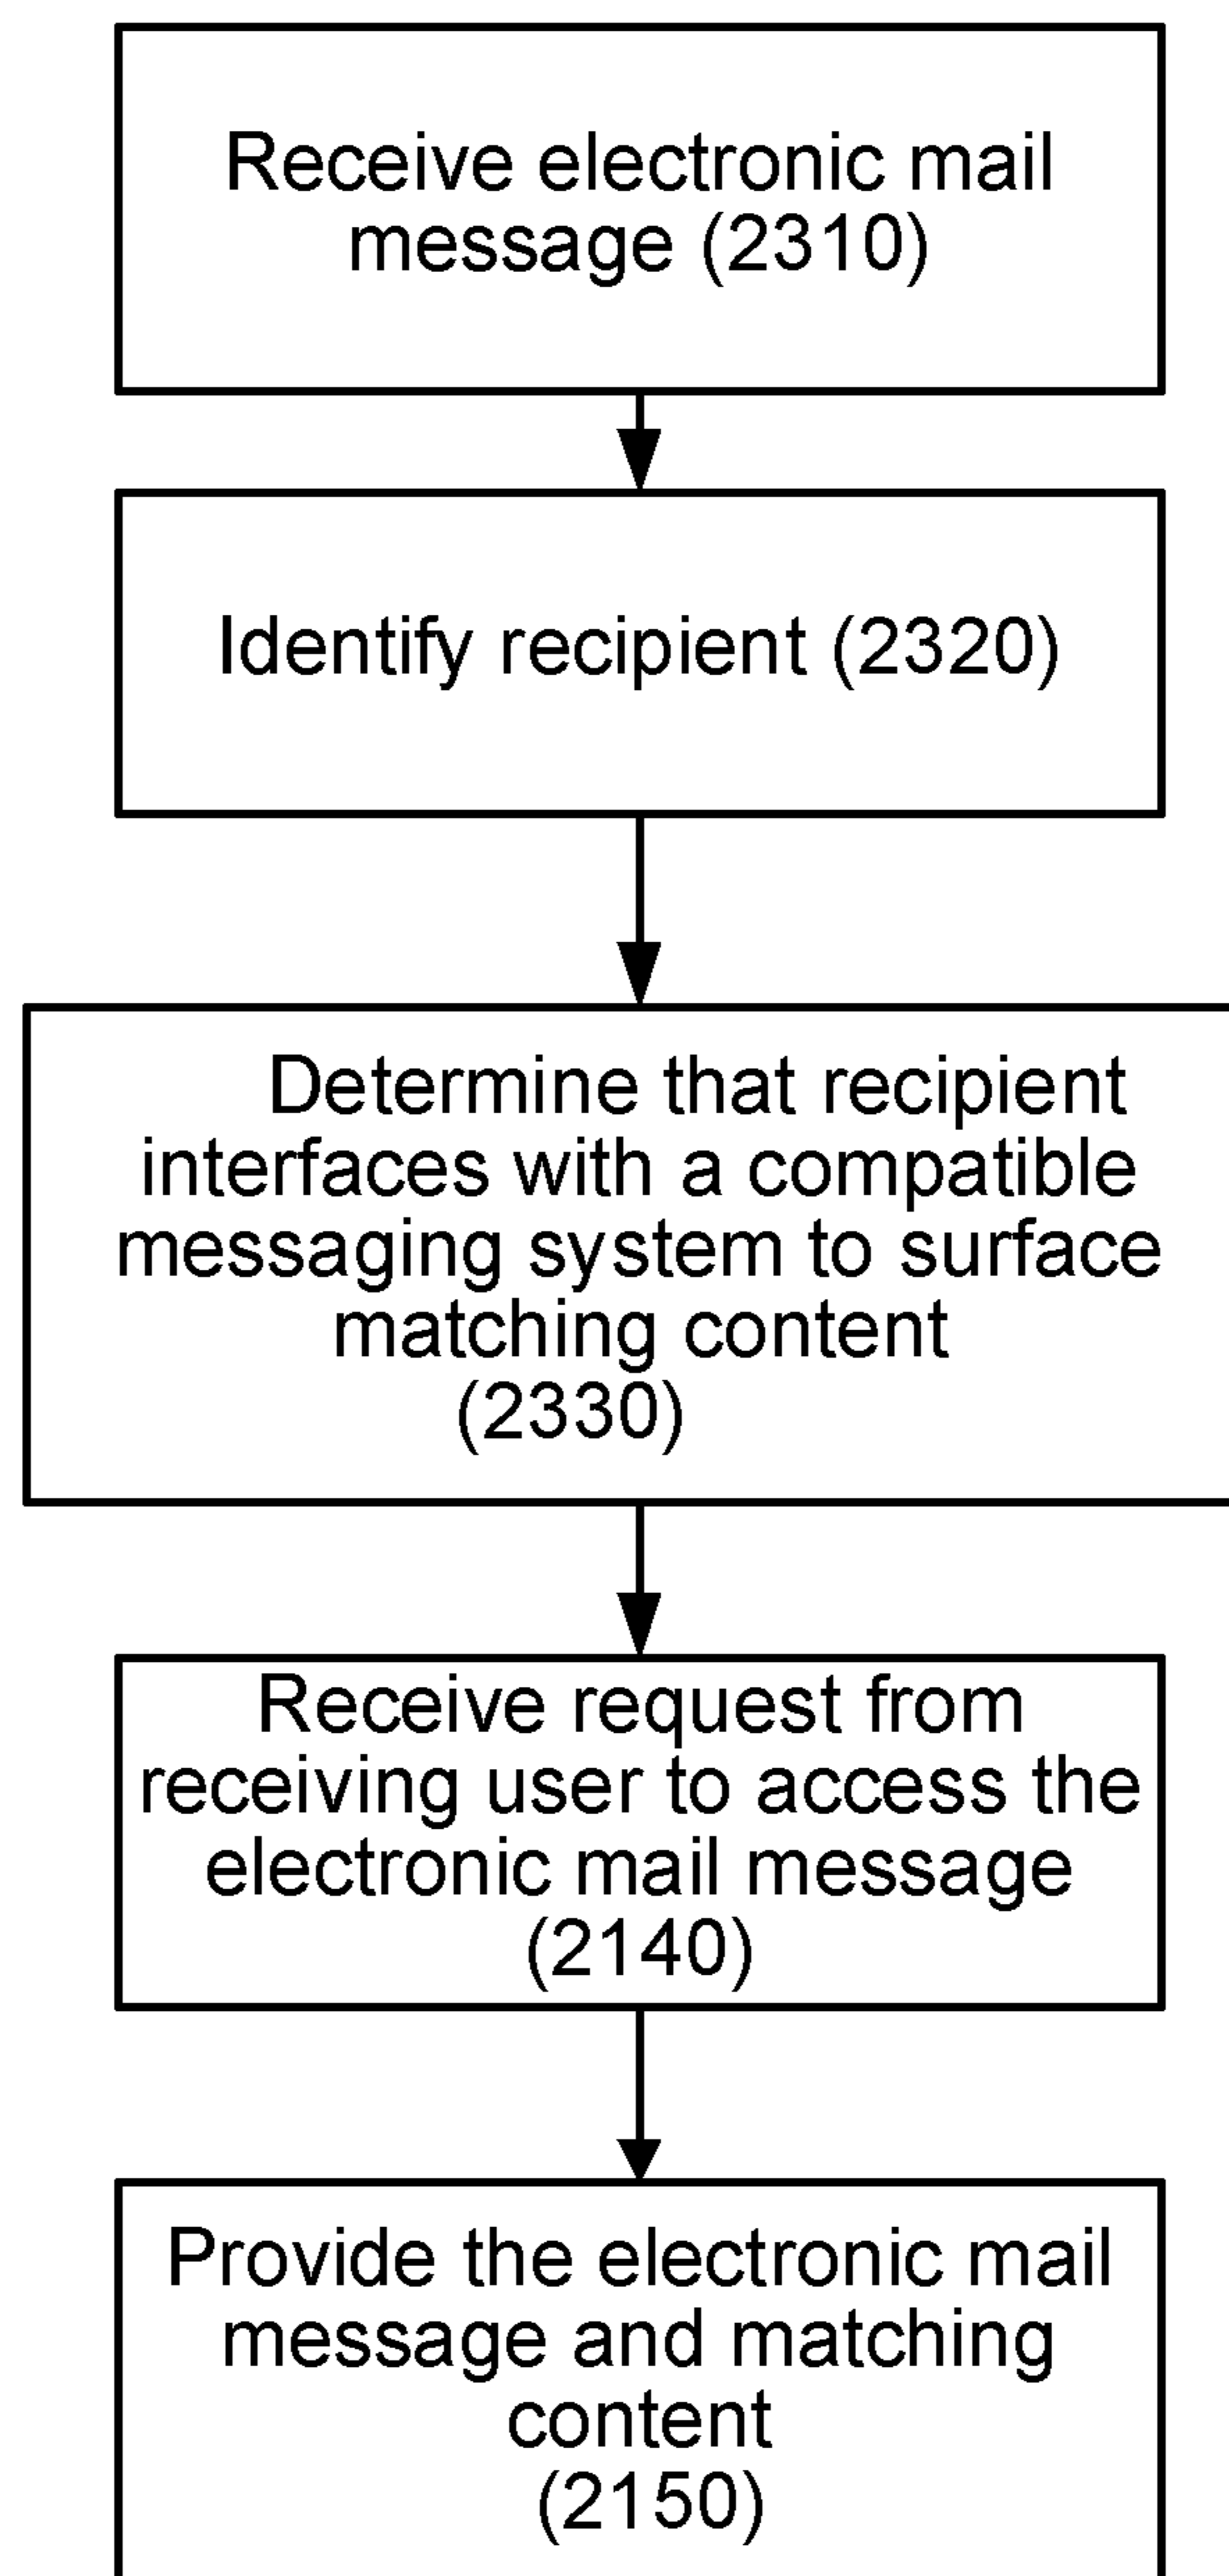 Receive electronic mail
message (2310)
Identify recipient (2320)
Determine that recipient
interfaces with a compatible
messaging system to surface
matching content
(2330)
Receive request from
receiving user to access the
electronic mail message
(2140)
Provide the electronic mail
message and matching
content
(2150)